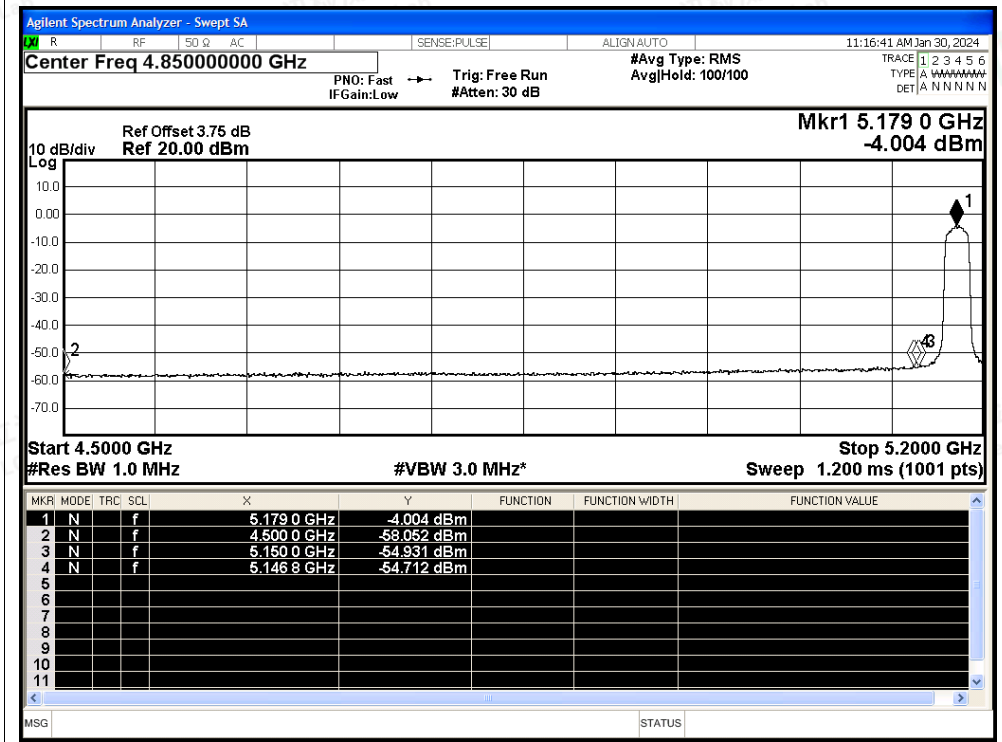 Agilent Spectrum Analyzer - Swept SA
LXI R RF 50 Ω AC SENSE:PULSE ALIGN AUTO 11:16:41 AM Jan 30, 2024
Center Freq 4.850000000 GHz
PNO: Fast
IFGain:Low
Trig: Free Run
#Atten: 30 dB
#Avg Type: RMS
Avg|Hold: 100/100
TRACE 1 2 3 4 5 6
TYPE A WWWWW
DET A N N N N N
Ref Offset 3.75 dB
10 dB/div Ref 20.00 dBm
Log
Mkr1 5.179 0 GHz
-4.004 dBm
10.0
0.00
-10.0
-20.0
-30.0
-40.0
-50.0
-60.0
-70.0
1
2
43
Start 4.5000 GHz Stop 5.2000 GHz
#Res BW 1.0 MHz #VBW 3.0 MHz* Sweep 1.200 ms (1001 pts)
MKR MODE TRC SCL X Y FUNCTION FUNCTION WIDTH FUNCTION VALUE
1 N f 5.179 0 GHz -4.004 dBm
2 N f 4.500 0 GHz -58.052 dBm
3 N f 5.150 0 GHz -54.931 dBm
4 N f 5.146 8 GHz -54.712 dBm
5
6
7
8
9
10
11
MSG STATUS